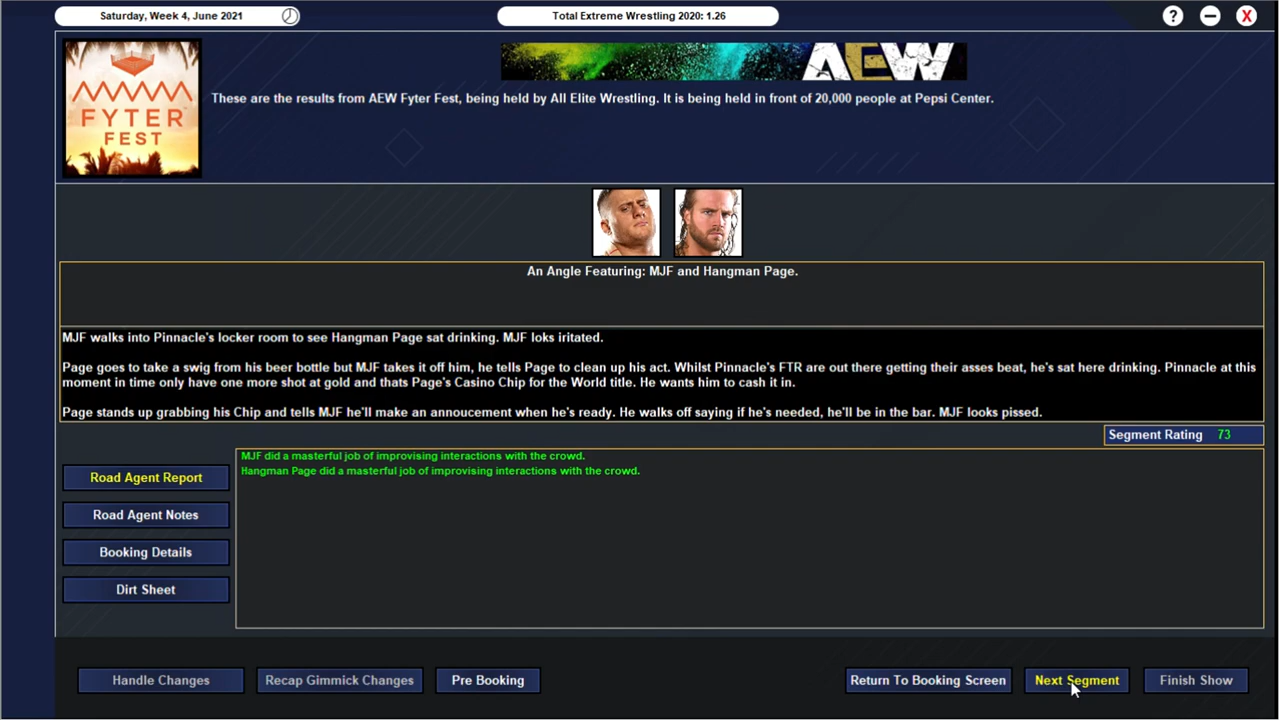 Saturday, Week 4, June 2021
Total Extreme Wrestling 2020: 1.26
?
X
FYTER
FEST
AEW
These are the results from AEW Fyter Fest, being held by All Elite Wrestling. It is being held in front of 20,000 people at Pepsi Center.
An Angle Featuring: MJF and Hangman Page.
MJF walks into Pinnacle's locker room to see Hangman Page sat drinking. MJF loks iritated.
Page goes to take a swig from his beer bottle but MJF takes it off him, he tells Page to clean up his act. Whilst Pinnacle's FTR are out there getting their asses beat, he's sat here drinking. Pinnacle at this
moment in time only have one more shot at gold and thats Page's Casino Chip for the World title. He wants him to cash it in.
Page stands up grabbing his Chip and tells MJF he'll make an annoucement when he's ready. He walks off saying if he's needed, he'll be in the bar. MJF looks pissed.
Segment Rating 73
MJF did a masterful job of improvising interactions with the crowd.
Hangman Page did a masterful job of improvising interactions with the crowd.
Road Agent Report
Road Agent Notes
Booking Details
Dirt Sheet
Handle Changes
Recap Gimmick Changes
Pre Booking
Return To Booking Screen
Next Segment
Finish Show